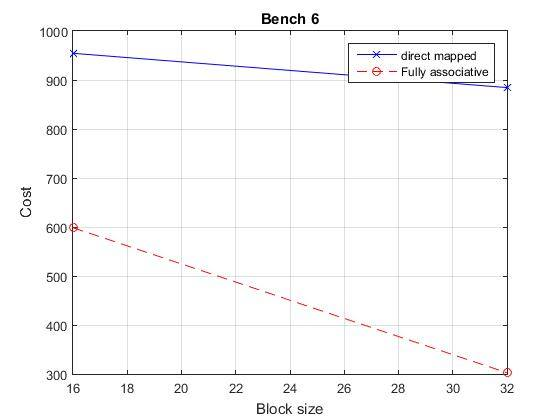 Bench 6
1000
900
800
700
600
500
400
300
Cost
direct mapped
Fully associative
16 18 20 22 24 26 28 30 32
Block size